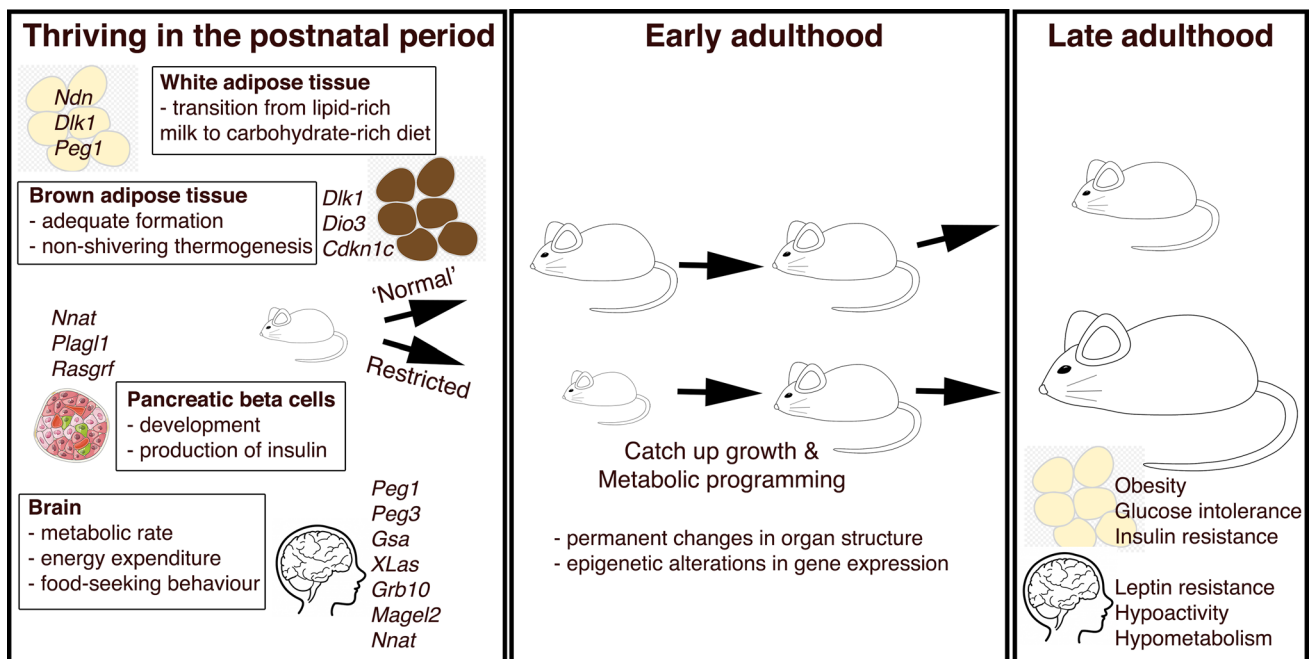 Thriving in the postnatal period
Ndn
Dlk1
Peg1
White adipose tissue
- transition from lipid-rich
milk to carbohydrate-rich diet
Brown adipose tissue
- adequate formation
- non-shivering thermogenesis
Dlk1
Dio3
Cdkn1c
Nnat
Plagl1
Rasgrf
'Normal'
Restricted
Pancreatic beta cells
- development
- production of insulin
Brain
- metabolic rate
- energy expenditure
- food-seeking behaviour
Peg1
Peg3
Gsa
XLas
Grb10
Magel2
Nnat
Early adulthood
Catch up growth &
Metabolic programming
- permanent changes in organ structure
- epigenetic alterations in gene expression
Late adulthood
Obesity
Glucose intolerance
Insulin resistance
Leptin resistance
Hypoactivity
Hypometabolism